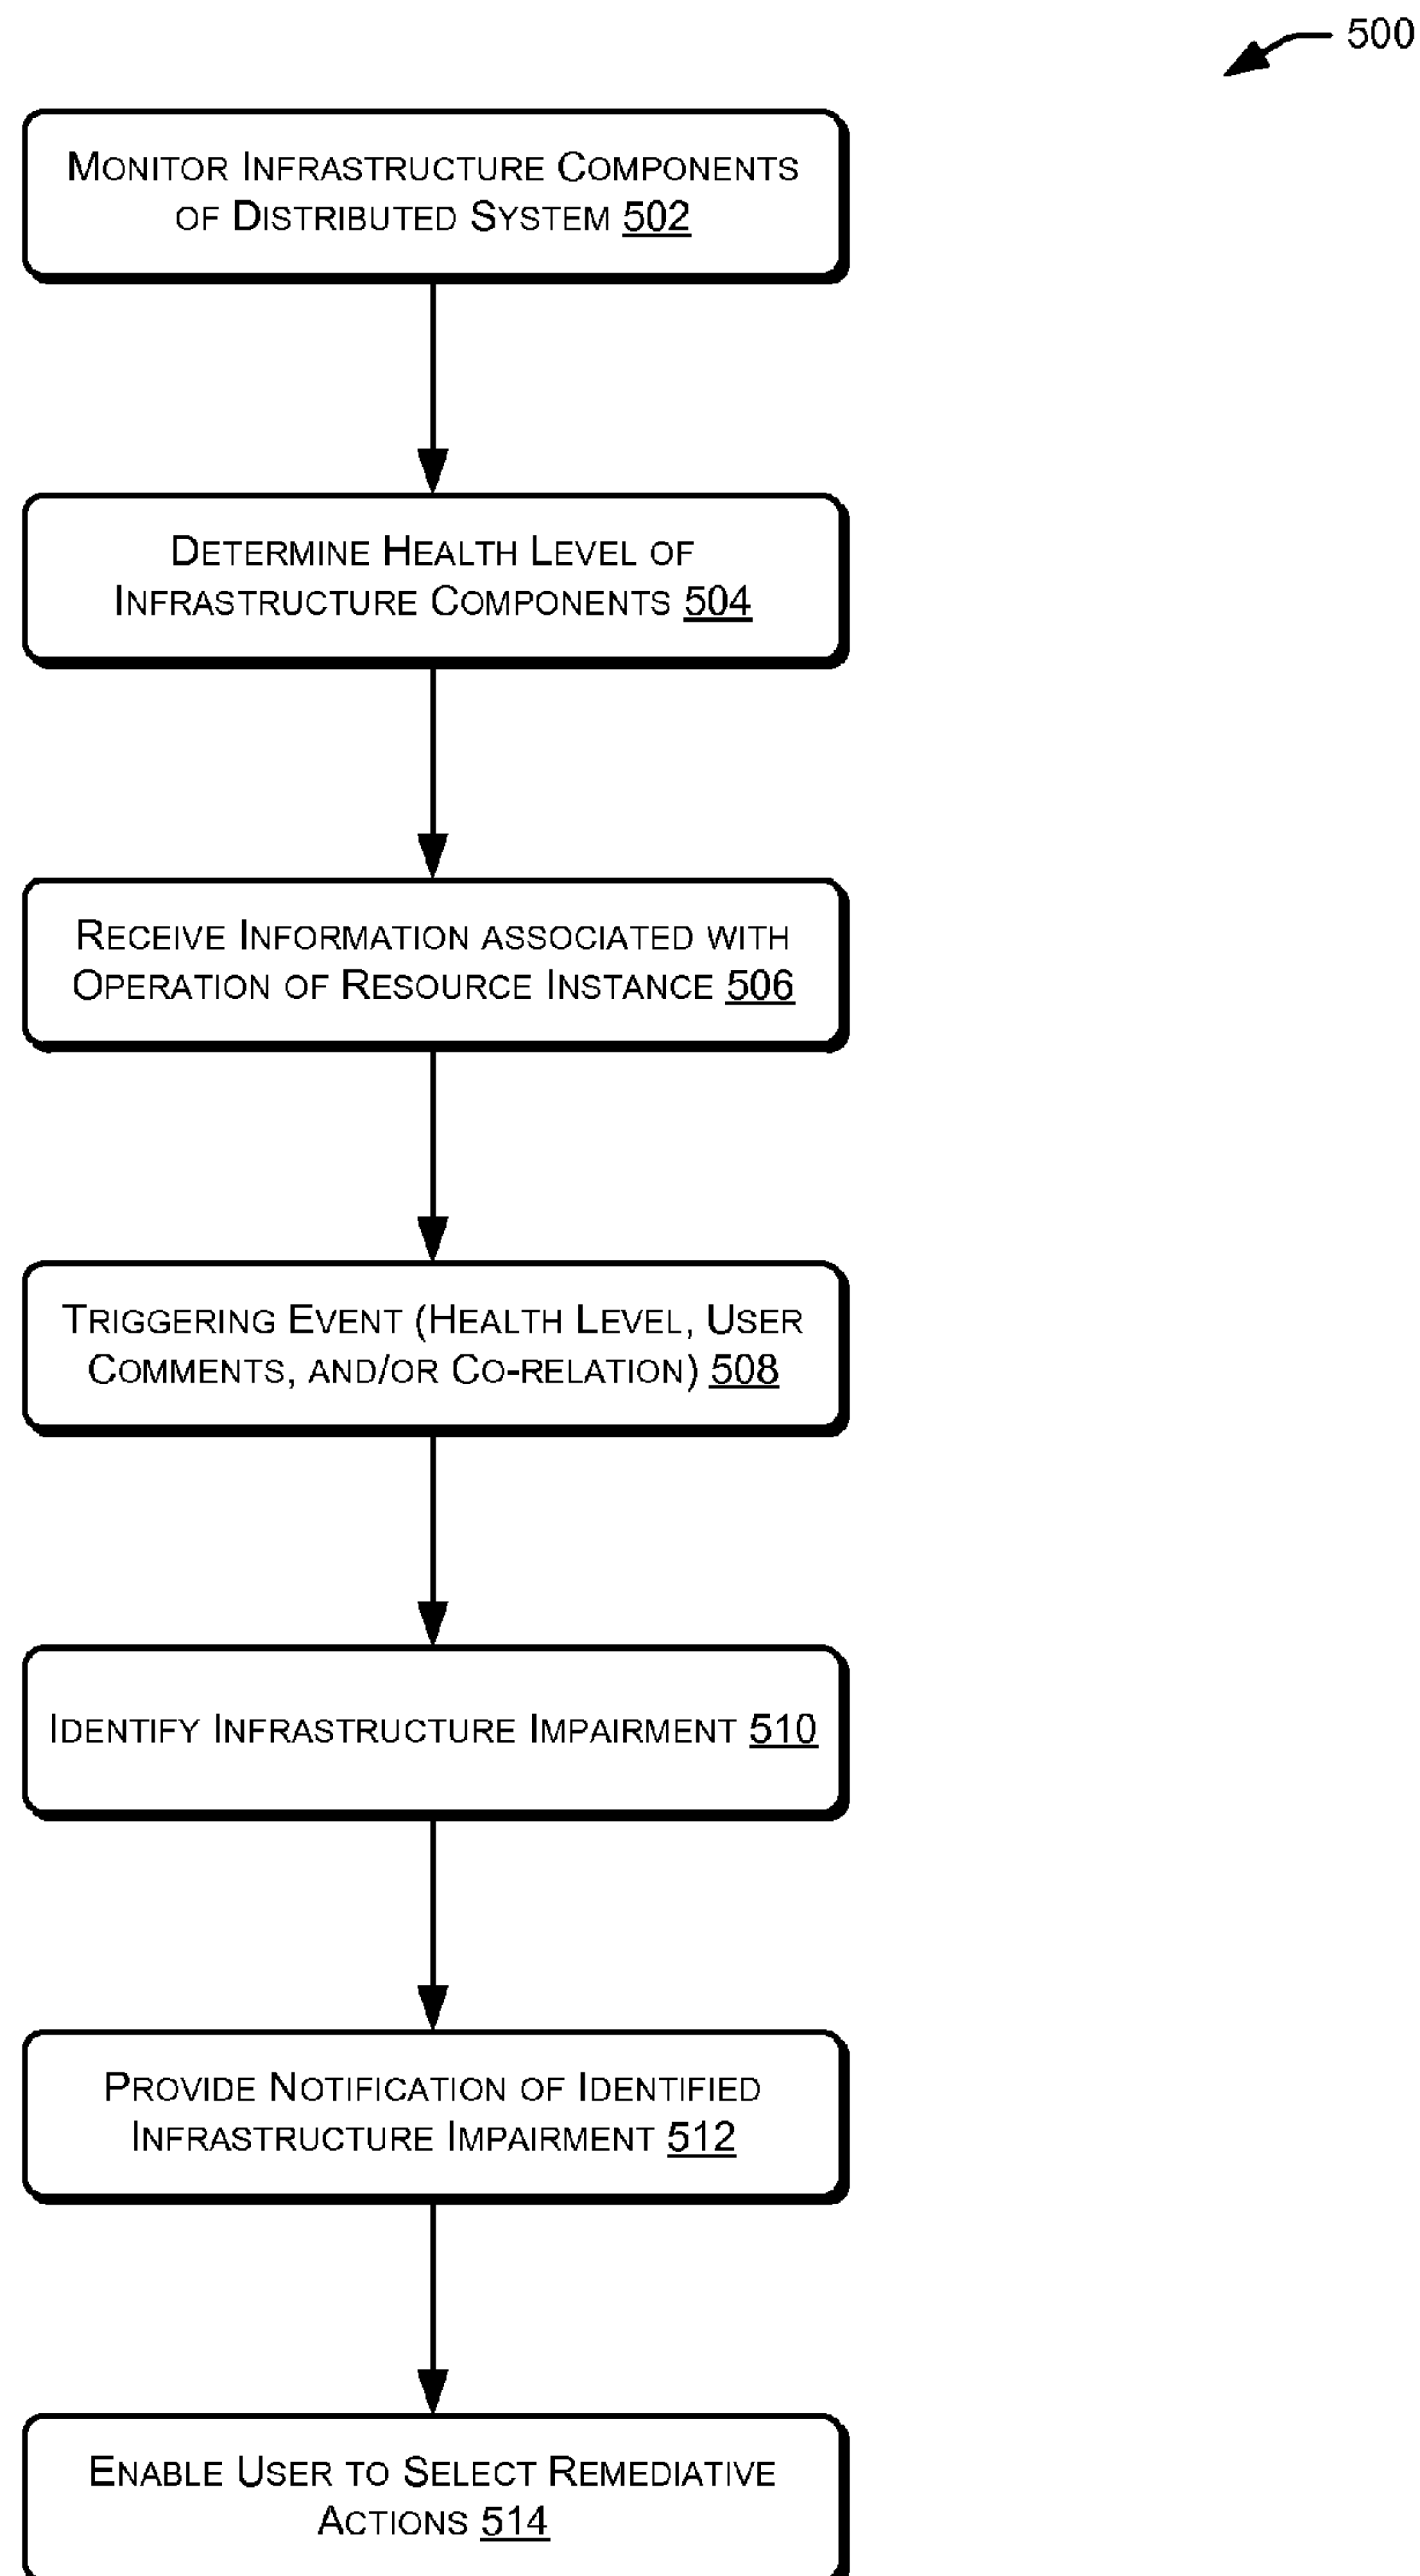 500
MONITOR INFRASTRUCTURE COMPONENTS
OF DISTRIBUTED SYSTEM 502
DETERMINE HEALTH LEVEL OF
INFRASTRUCTURE COMPONENTS 504
RECEIVE INFORMATION ASSOCIATED WITH
OPERATION OF RESOURCE INSTANCE 506
TRIGGERING EVENT (HEALTH LEVEL, USER
COMMENTS, AND/OR CO-RELATION) 508
IDENTIFY INFRASTRUCTURE IMPAIRMENT 510
PROVIDE NOTIFICATION OF IDENTIFIED
INFRASTRUCTURE IMPAIRMENT 512
ENABLE USER TO SELECT REMEDIATIVE
ACTIONS 514